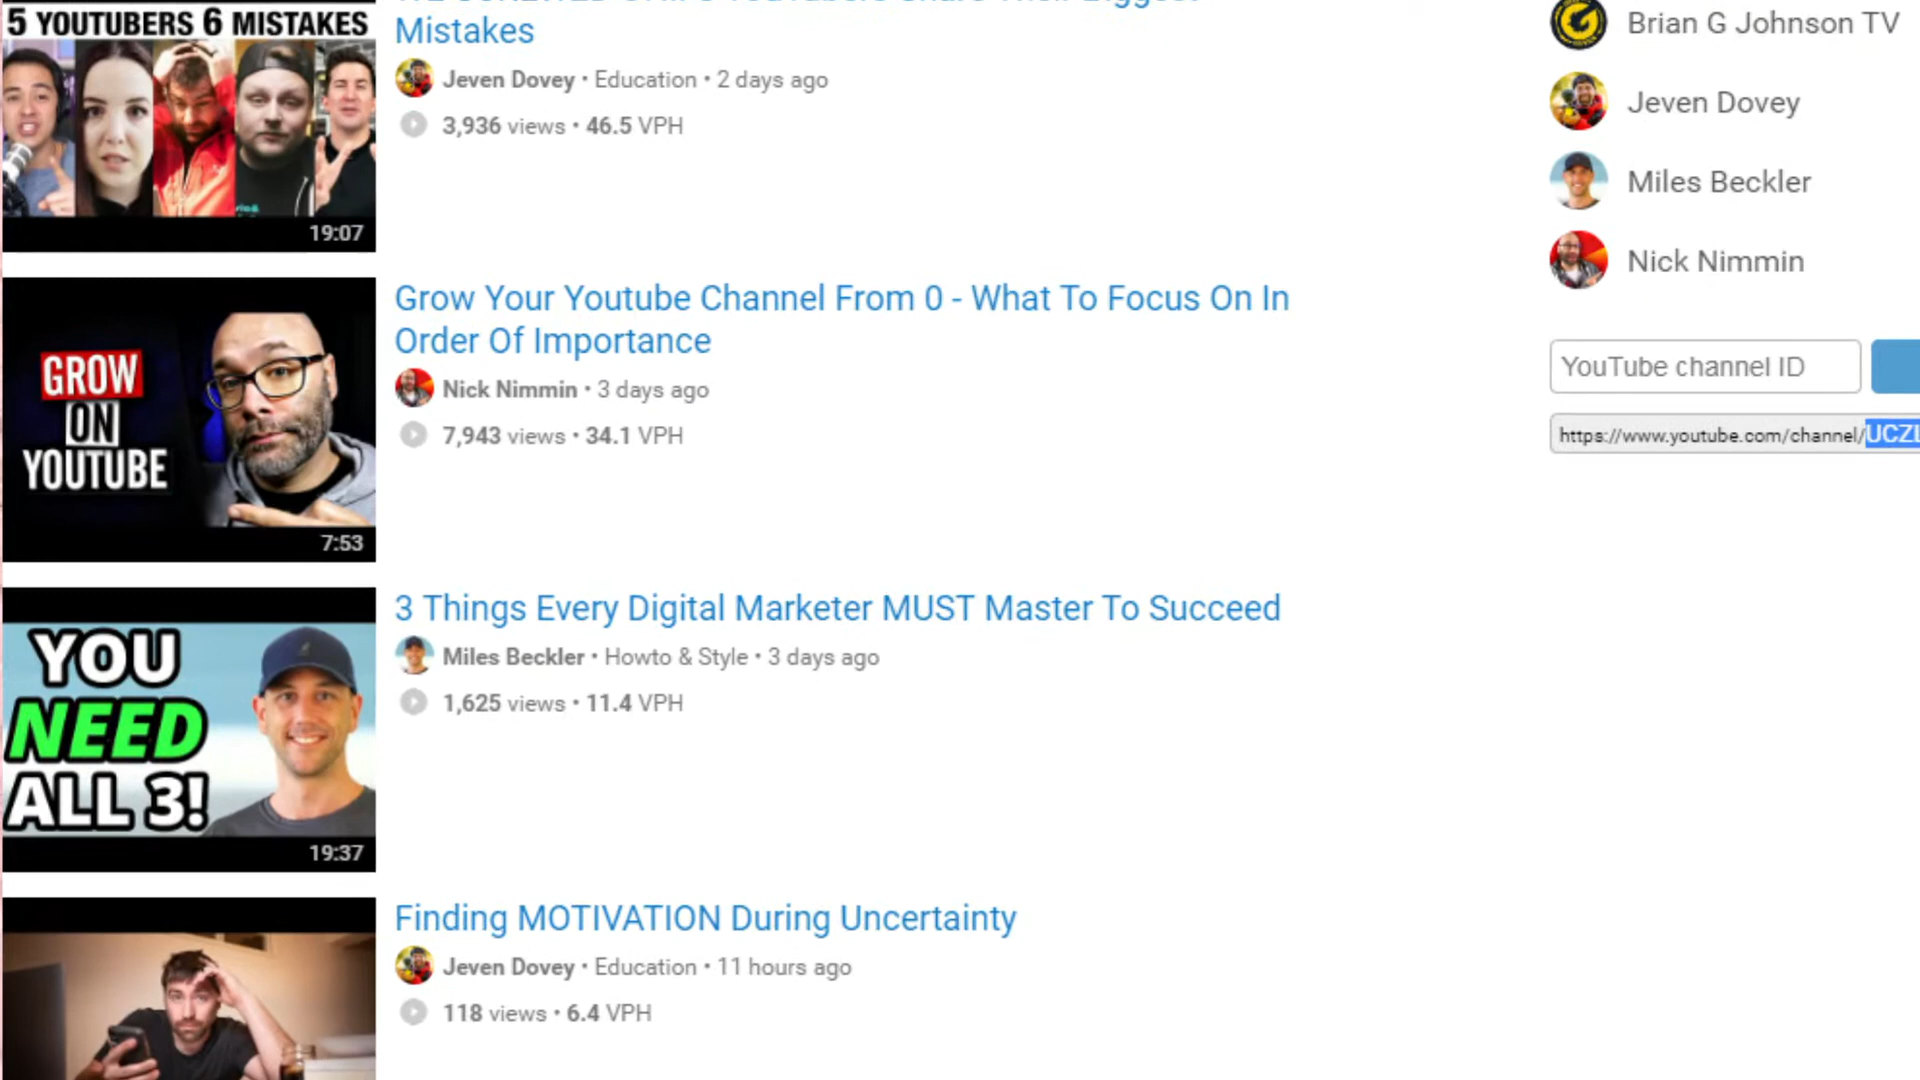 5 YOUTUBERS 6 MISTAKES
19:07
Mistakes
Jeven Dovey • Education • 2 days ago
3,936 views • 46.5 VPH
GROW
ON
YOUTUBE
7:53
Grow Your Youtube Channel From 0 - What To Focus On In
Order Of Importance
Nick Nimmin • 3 days ago
7,943 views • 34.1 VPH
YOU
NEED
ALL 3!
19:37
3 Things Every Digital Marketer MUST Master To Succeed
Miles Beckler • Howto & Style • 3 days ago
1,625 views • 11.4 VPH
Finding MOTIVATION During Uncertainty
Jeven Dovey • Education • 11 hours ago
118 views • 6.4 VPH
Brian G Johnson TV
Jeven Dovey
Miles Beckler
Nick Nimmin
YouTube channel ID
https://www.youtube.com/channel/UCZL